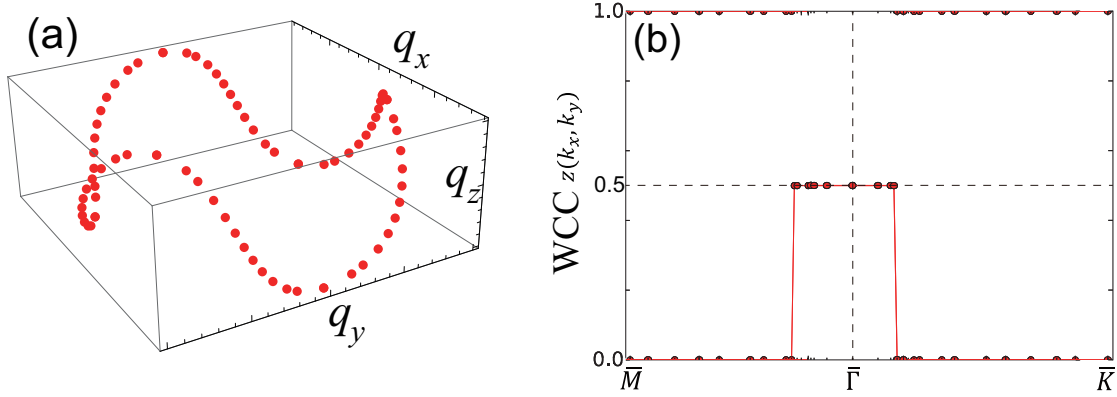 (a)
q_x
q_z
q_y
(b)
WCC z(k_x, k_y)
1.0
0.5
0.0
M̅
Γ̅
K̅